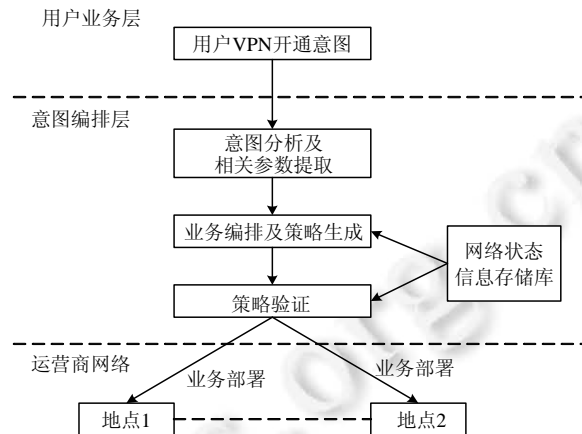 用户业务层
用户VPN开通意图
意图编排层
意图分析及
相关参数提取
业务编排及策略生成
网络状态
信息存储库
策略验证
运营商网络
业务部署
业务部署
地点1
地点2